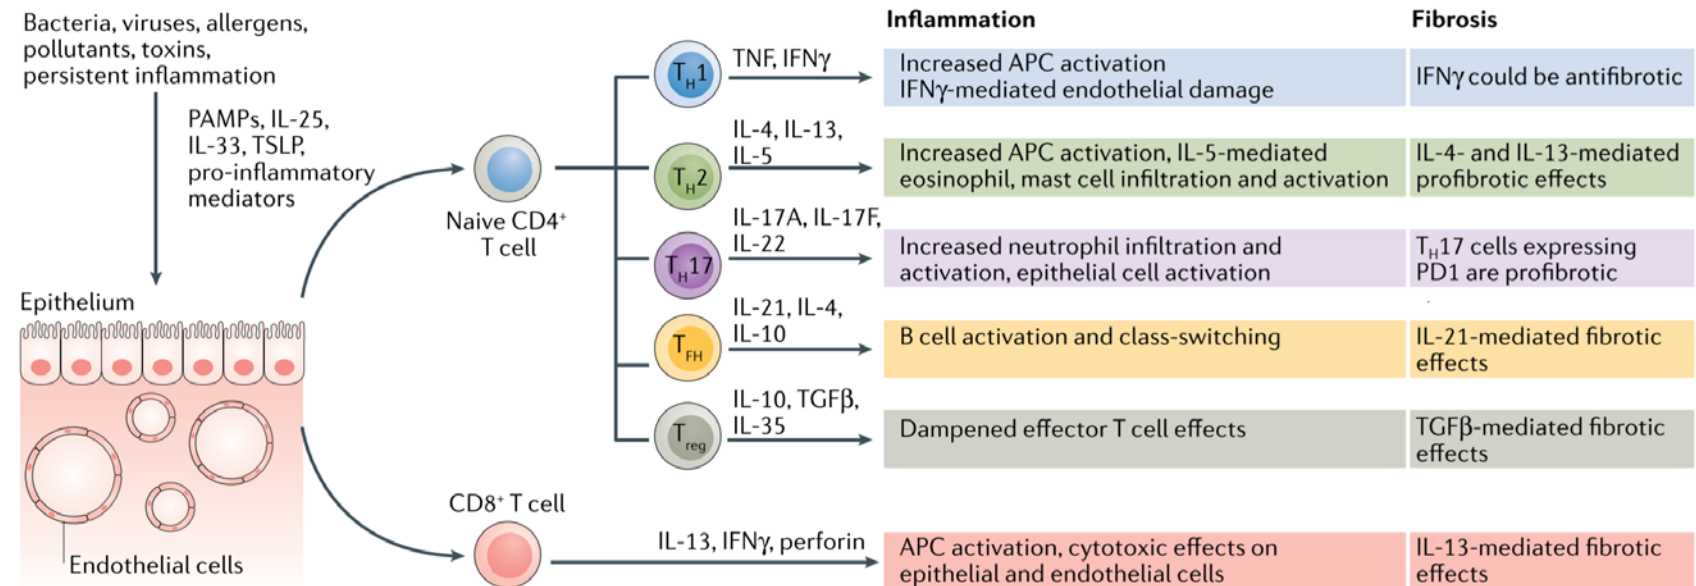 Bacteria, viruses, allergens,
pollutants, toxins,
persistent inflammation
PAMPs, IL-25,
IL-33, TSLP,
pro-inflammatory
mediators
Epithelium
Endothelial cells
Naive CD4⁺
T cell
CD8⁺ T cell
T_H1
TNF, IFNγ
T_H2
IL-4, IL-13,
IL-5
T_H17
IL-17A, IL-17F,
IL-22
T_FH
IL-21, IL-4,
IL-10
T_reg
IL-10, TGFβ,
IL-35
IL-13, IFNγ, perforin
Inflammation
Fibrosis
Increased APC activation
IFNγ-mediated endothelial damage
IFNγ could be antifibrotic
Increased APC activation, IL-5-mediated
eosinophil, mast cell infiltration and activation
IL-4- and IL-13-mediated
profibrotic effects
Increased neutrophil infiltration and
activation, epithelial cell activation
T_H17 cells expressing
PD1 are profibrotic
B cell activation and class-switching
IL-21-mediated fibrotic
effects
Dampened effector T cell effects
TGFβ-mediated fibrotic
effects
APC activation, cytotoxic effects on
epithelial and endothelial cells
IL-13-mediated fibrotic
effects